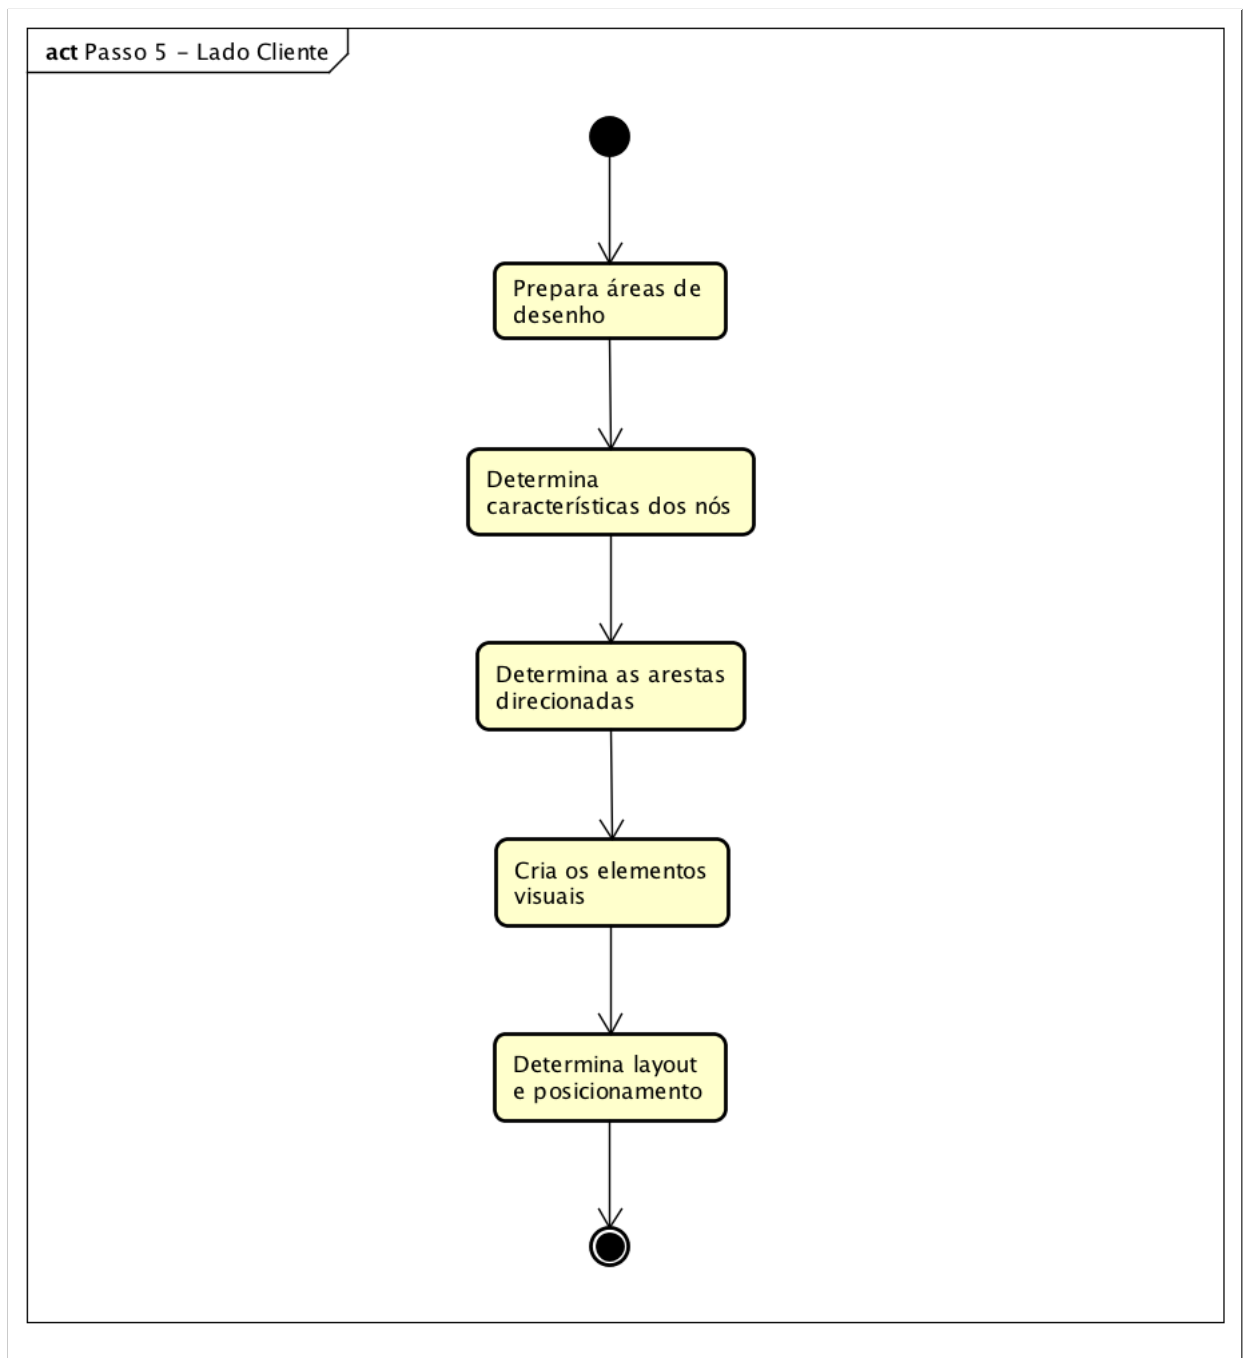 act Passo 5 – Lado Cliente
Prepara áreas de
desenho
Determina
características dos nós
Determina as arestas
direcionadas
Cria os elementos
visuais
Determina layout
e posicionamento